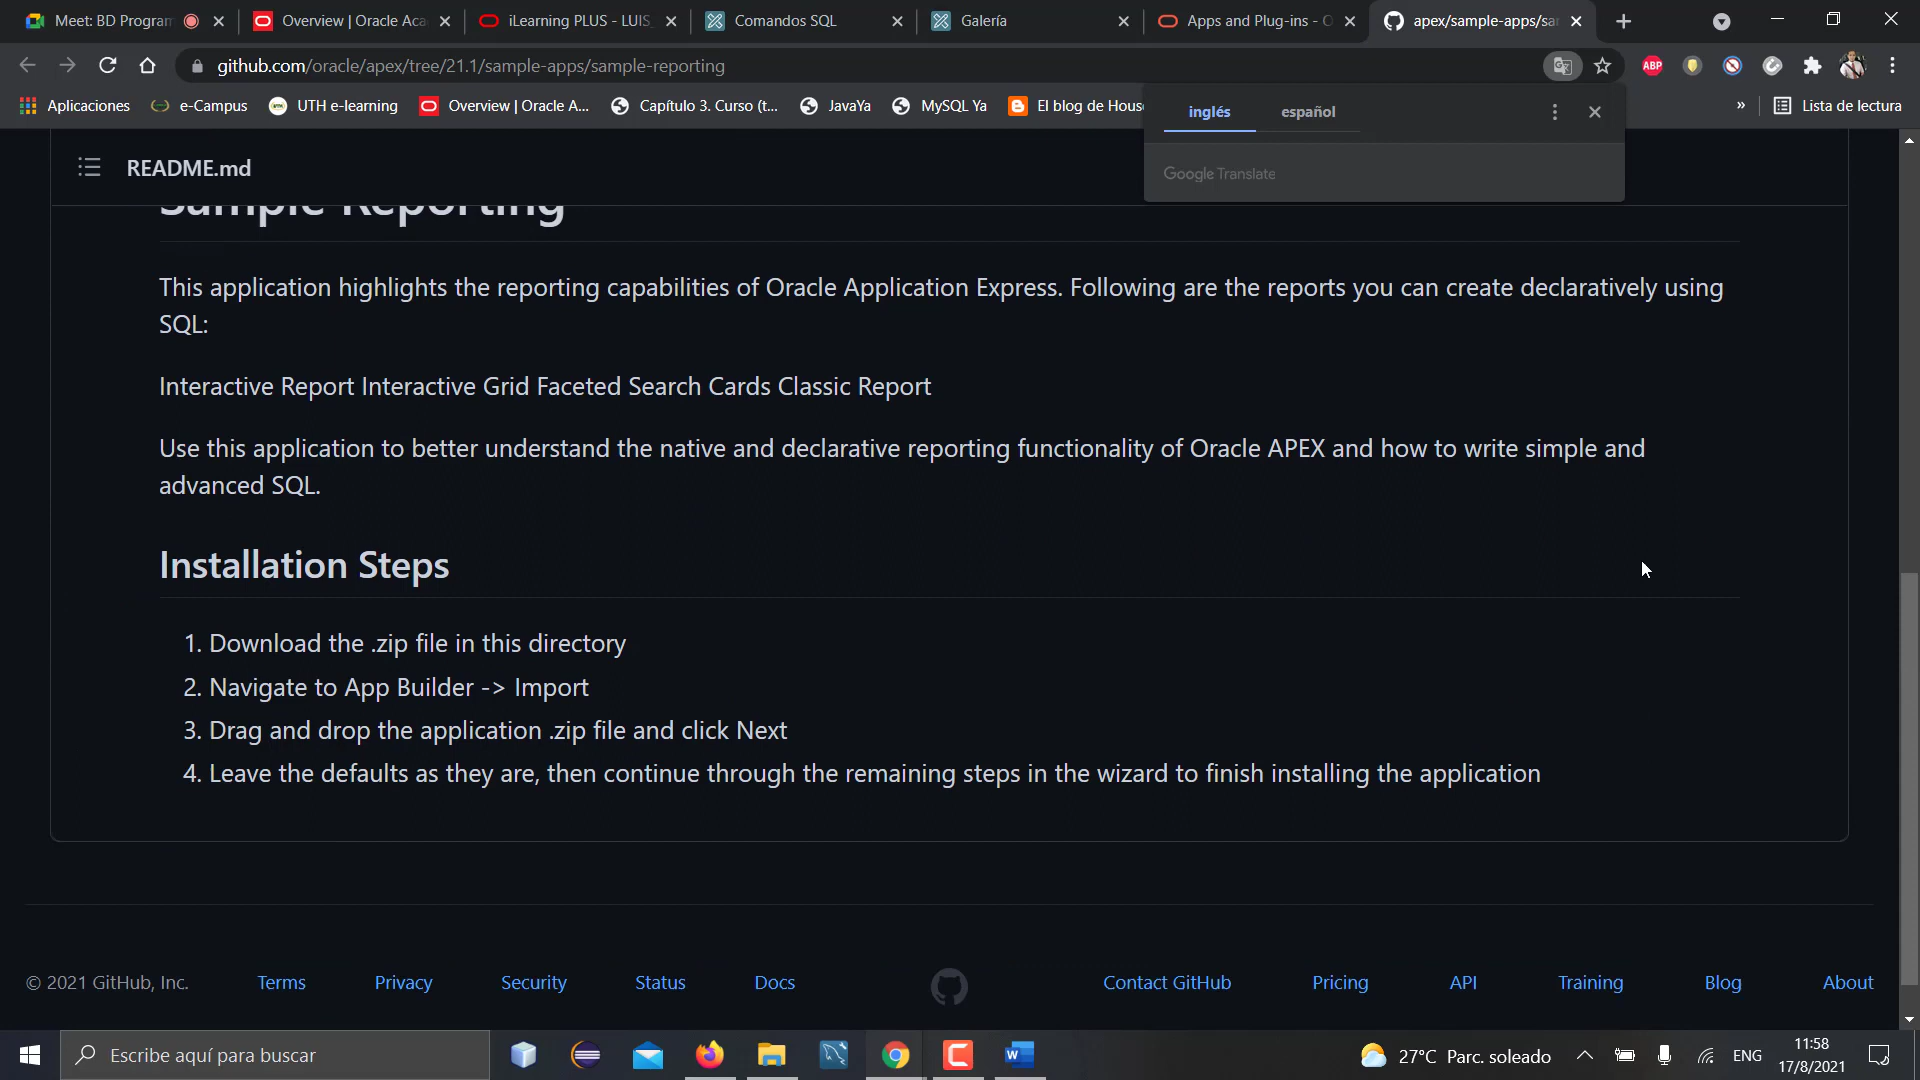 Meet: BD Program
Overview | Oracle Aca
iLearning PLUS - LUIS_
Comandos SQL
Galería
Apps and Plug-ins - O
apex/sample-apps/sa
github.com/oracle/apex/tree/21.1/sample-apps/sample-reporting
ABP
Aplicaciones
e-Campus
UTH e-learning
Overview | Oracle A...
Capítulo 3. Curso (t...
JavaYa
MySQL Ya
El blog de House
»
Lista de lectura
inglés
español
Google Translate
README.md
Sample Reporting
This application highlights the reporting capabilities of Oracle Application Express. Following are the reports you can create declaratively using
SQL:
Interactive Report Interactive Grid Faceted Search Cards Classic Report
Use this application to better understand the native and declarative reporting functionality of Oracle APEX and how to write simple and
advanced SQL.
Installation Steps
1. Download the .zip file in this directory
2. Navigate to App Builder -> Import
3. Drag and drop the application .zip file and click Next
4. Leave the defaults as they are, then continue through the remaining steps in the wizard to finish installing the application
© 2021 GitHub, Inc.
Terms
Privacy
Security
Status
Docs
Contact GitHub
Pricing
API
Training
Blog
About
Escribe aquí para buscar
27°C Parc. soleado
ENG
11:58
17/8/2021